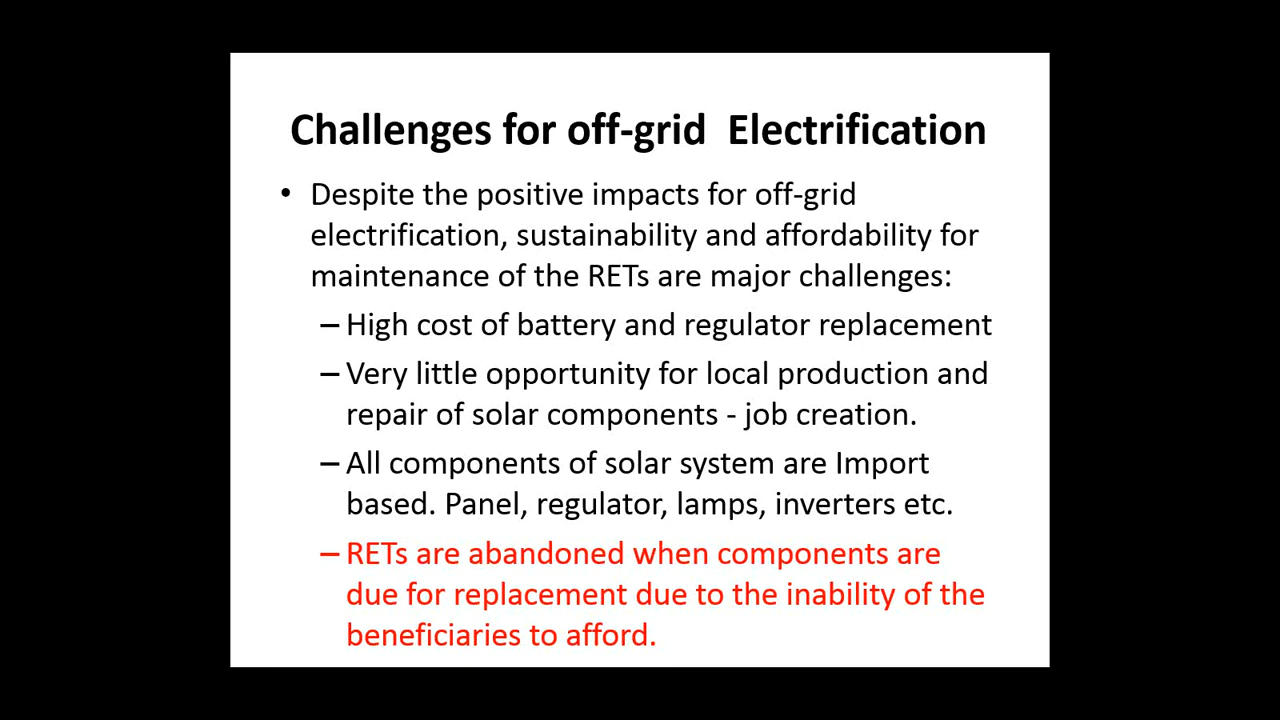 Challenges for off-grid  Electrification
• Despite the positive impacts for off-grid
electrification, sustainability and affordability for
maintenance of the RETs are major challenges:
– High cost of battery and regulator replacement
– Very little opportunity for local production and
repair of solar components - job creation.
– All components of solar system are Import
based. Panel, regulator, lamps, inverters etc.
– RETs are abandoned when components are
due for replacement due to the inability of the
beneficiaries to afford.